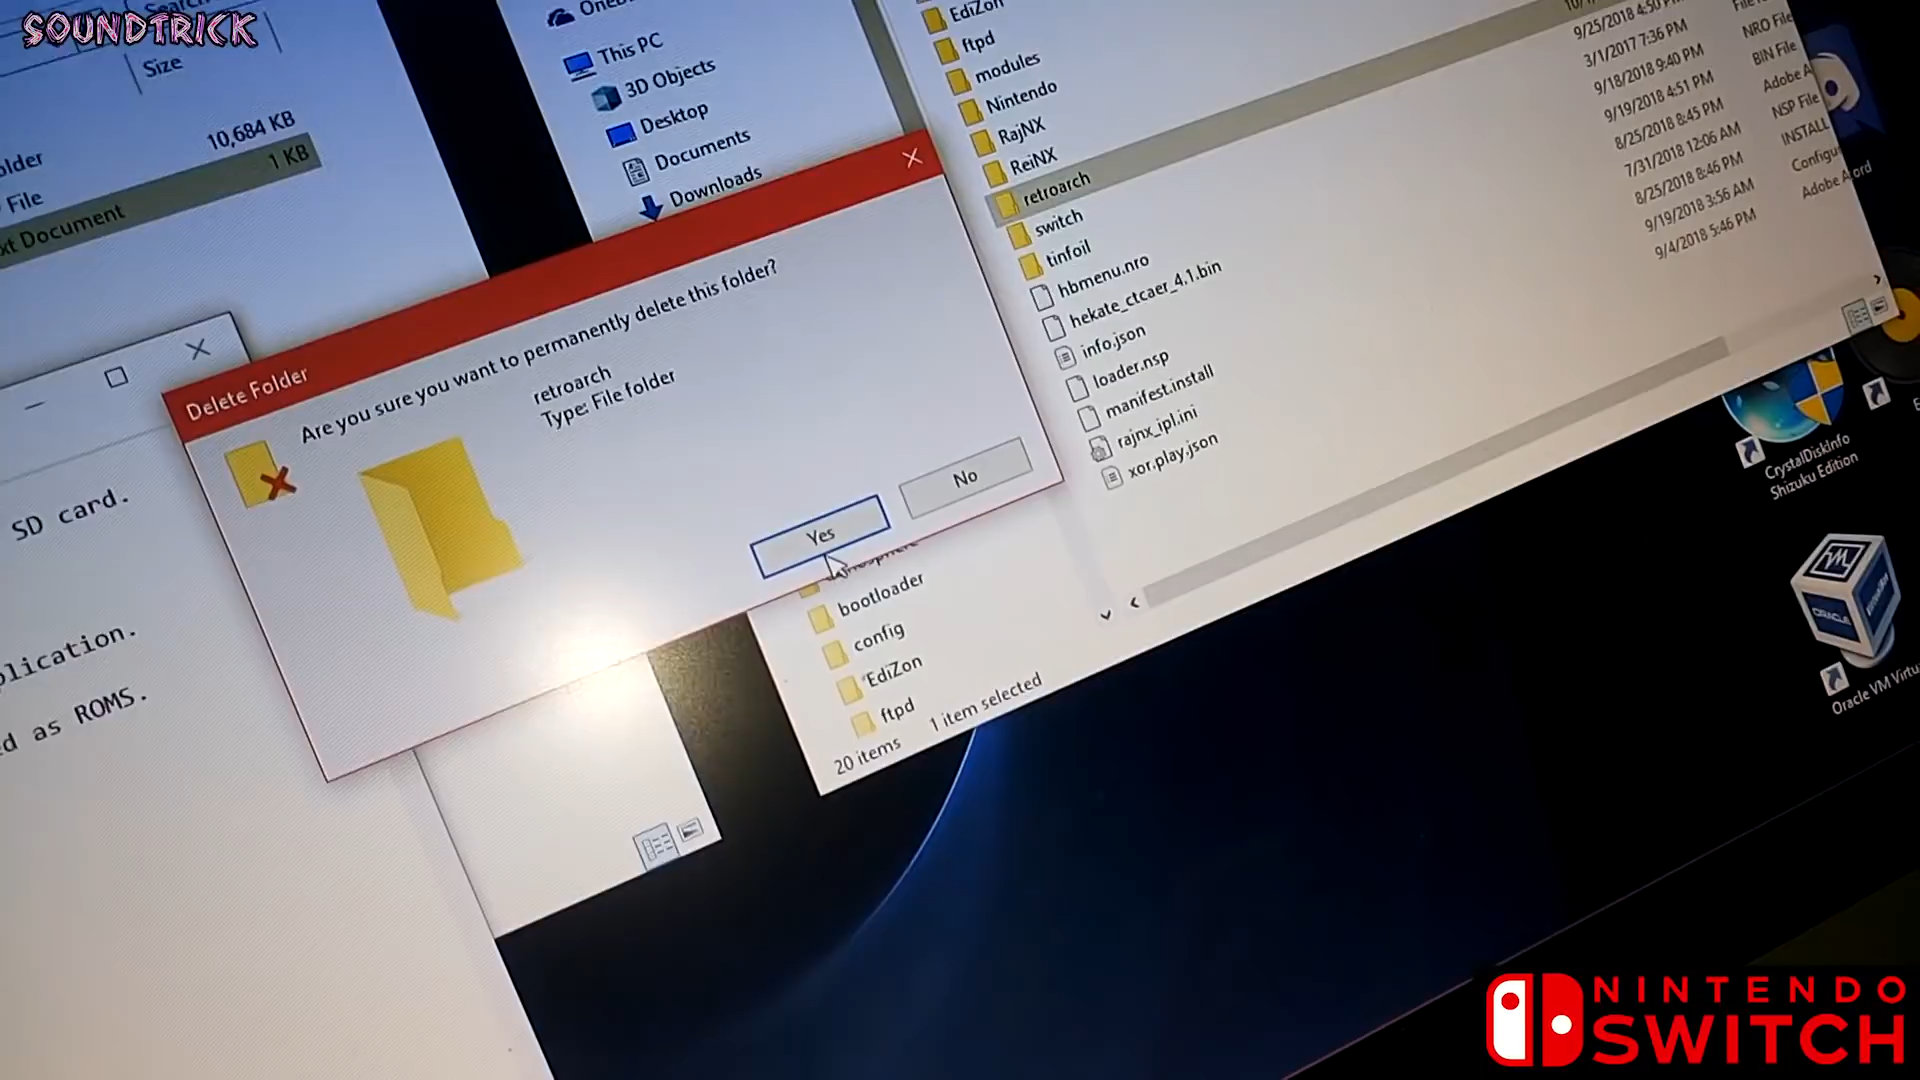 SOUNDTRICK
Size
10,684 KB
1 KB
File
Document
This PC
3D Objects
Desktop
Documents
Downloads
EdiZon
ftpd
modules
Nintendo
RajNX
ReiNX
retroarch
switch
tinfoil
hbmenu.nro
hekate_ctcaer_4.1.bin
info.json
loader.nsp
manifest.install
rajnx_ipl.ini
xor.play.json
9/25/2018 4:50 PM
3/1/2017 7:36 PM
9/18/2018 9:40 PM
9/19/2018 4:51 PM
8/25/2018 8:45 PM
7/31/2018 12:06 AM
8/25/2018 8:46 PM
9/19/2018 3:56 AM
9/4/2018 5:46 PM
NRO File
BIN File
Adobe A
NSP File
INSTALL
Configu
Adobe A
Delete Folder
Are you sure you want to permanently delete this folder?
retroarch
Type: File folder
Yes
No
SD card.
plication.
d as ROMS.
bootloader
config
EdiZon
ftpd
20 items 1 item selected
CrystalDiskInfo
Shizuku Edition
ORACLE
Oracle VM Virtu
NINTENDO
SWITCH